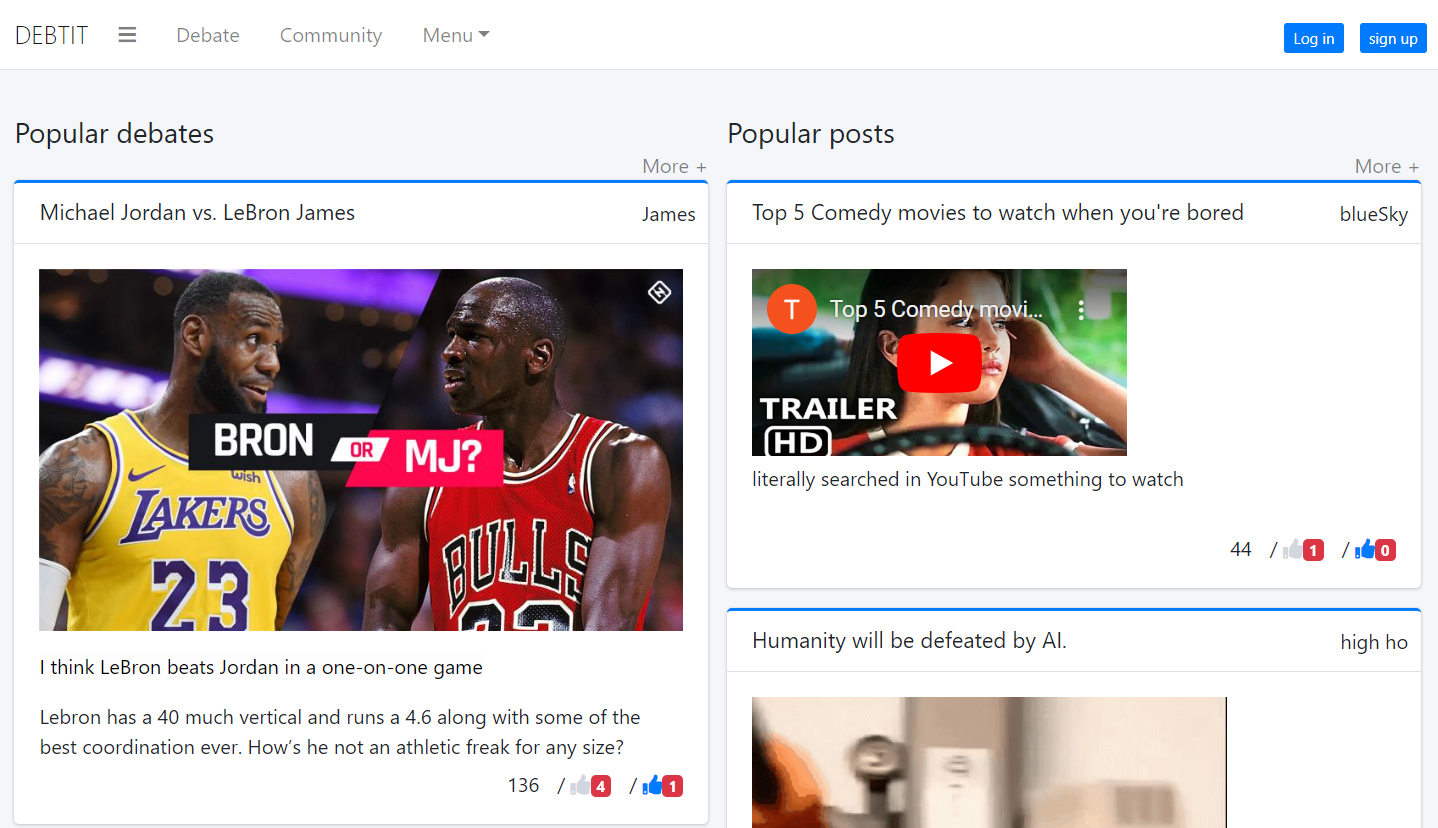 DEBTIT
Debate
Community
Menu
Log in
sign up
Popular debates
More +
Michael Jordan vs. LeBron James
James
BRON OR MJ?
wish
LAKERS
23
BULLS
23
I think LeBron beats Jordan in a one-on-one game
Lebron has a 40 much vertical and runs a 4.6 along with some of the
best coordination ever. How’s he not an athletic freak for any size?
136 / 4 / 1
Popular posts
More +
Top 5 Comedy movies to watch when you're bored
blueSky
T
Top 5 Comedy movi...
TRAILER
HD
literally searched in YouTube something to watch
44 / 1 / 0
Humanity will be defeated by AI.
high ho